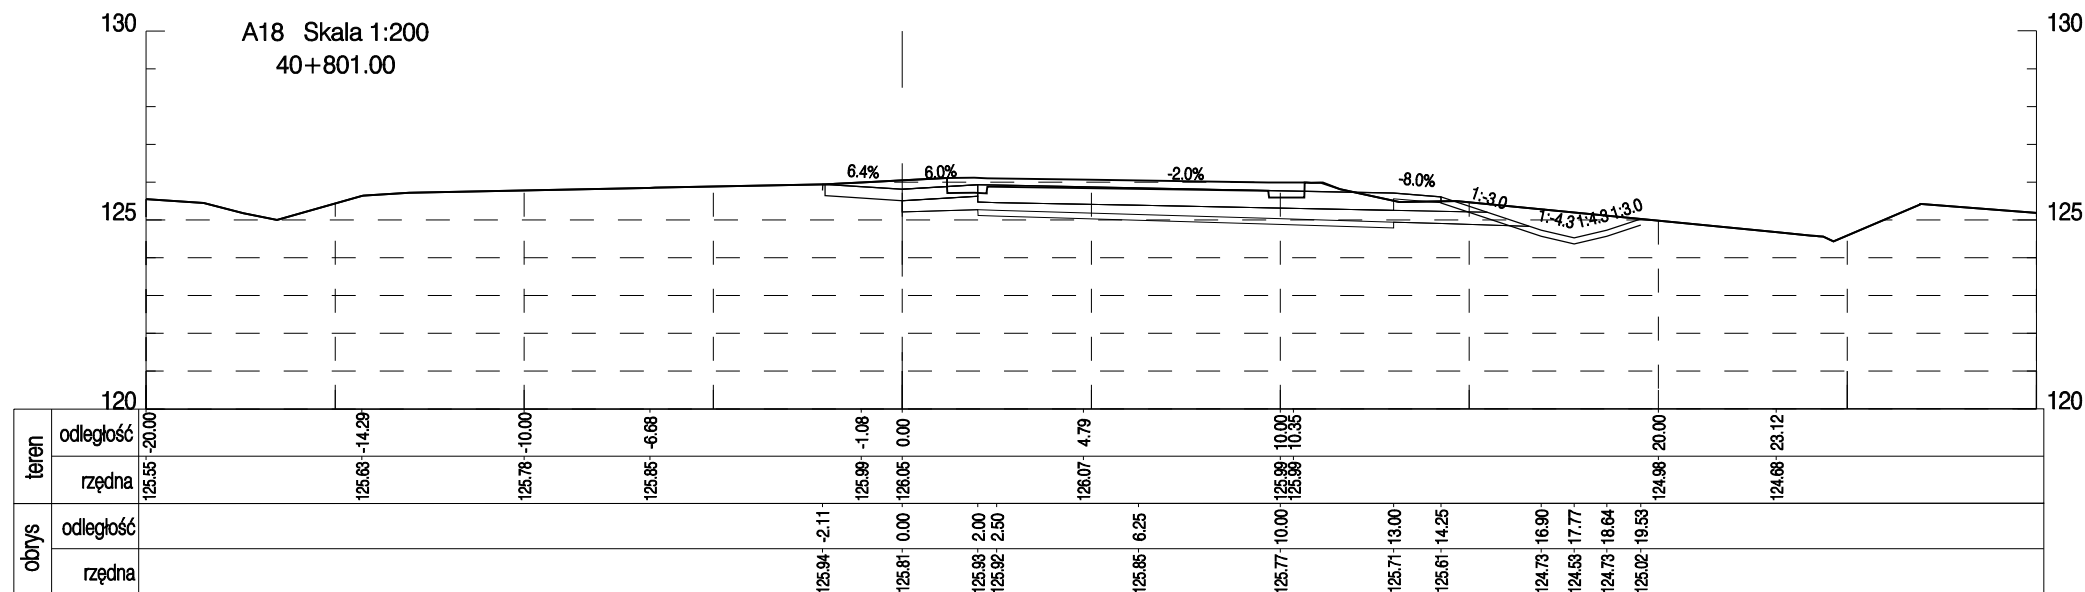 130
A18 Skala 1:200
40+801.00
130
6.4%
6.0%
-2.0%
-8.0%
1:-3.0
1:-4.3
1:4.3
1:3.0
125
125
120
120
teren
odległość -20.00 -14.29 -10.00 -6.68 -1.08 0.00 4.79 10.00 10.35 20.00 23.12
rzędna 125.55 125.63 125.78 125.85 125.99 126.05 126.07 125.99 125.99 124.98 124.68
obrys
odległość -2.11 0.00 2.00 2.50 6.25 10.00 13.00 14.25 16.90 17.77 18.64 19.53
rzędna 125.94 125.81 125.93 125.92 125.85 125.77 125.71 125.61 124.73 124.53 124.73 125.02